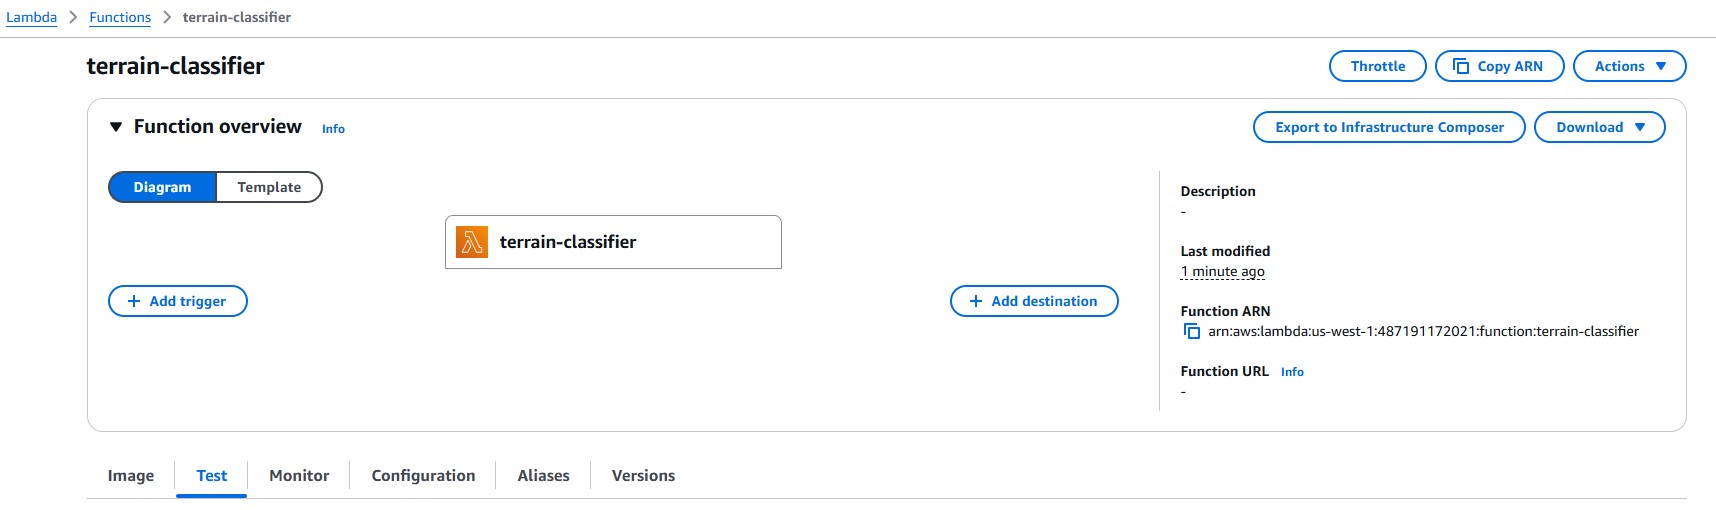 Lambda > Functions > terrain-classifier
terrain-classifier
Throttle
Copy ARN
Actions
Function overview Info
Export to Infrastructure Composer
Download
Diagram
Template
terrain-classifier
+ Add trigger
+ Add destination
Description
-
Last modified
1 minute ago
Function ARN
arn:aws:lambda:us-west-1:487191172021:function:terrain-classifier
Function URL Info
-
Image
Test
Monitor
Configuration
Aliases
Versions